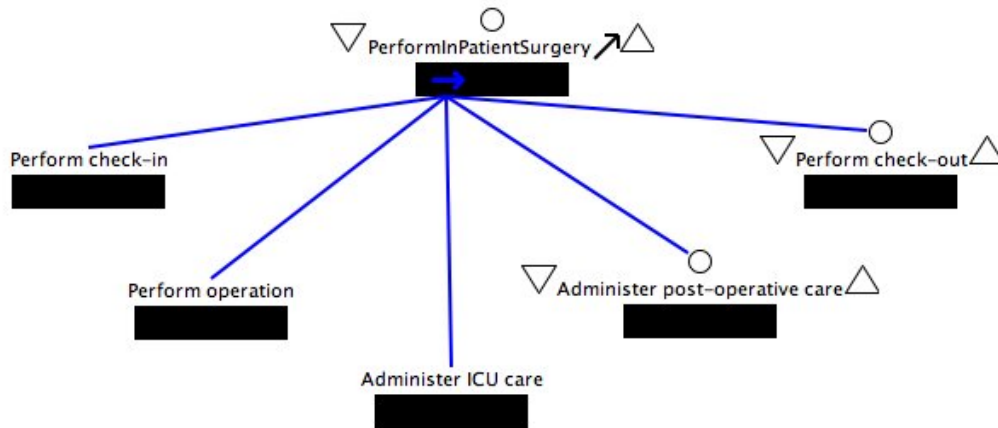 PerformInPatientSurgery
Perform check-in
Perform check-out
Perform operation
Administer post-operative care
Administer ICU care